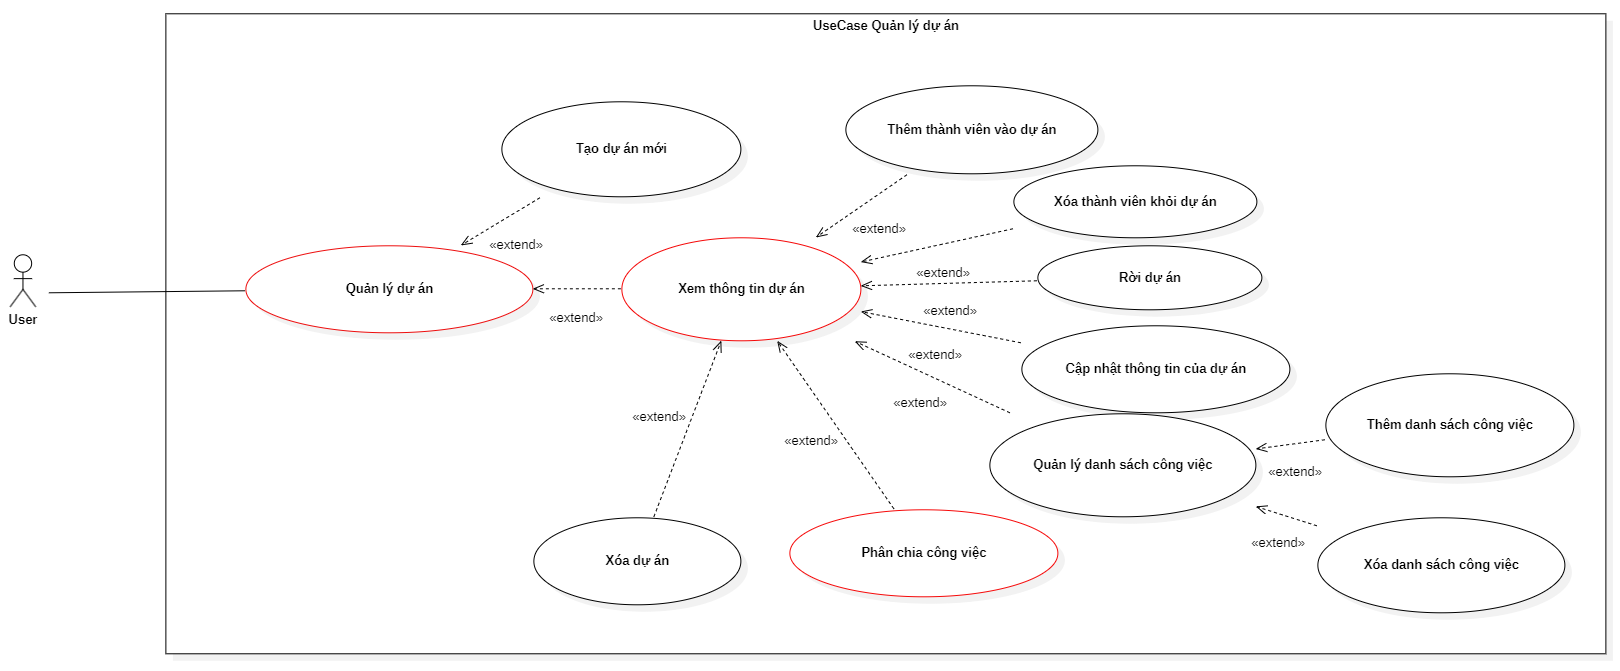 UseCase Quản lý dự án
Thêm thành viên vào dự án
Tạo dự án mới
Xóa thành viên khỏi dự án
«extend»
«extend»
«extend»
Rời dự án
User
Quản lý dự án
Xem thông tin dự án
«extend»
«extend»
«extend»
Cập nhật thông tin của dự án
«extend»
«extend»
Thêm danh sách công việc
«extend»
Quản lý danh sách công việc
«extend»
«extend»
Xóa dự án
Phân chia công việc
Xóa danh sách công việc